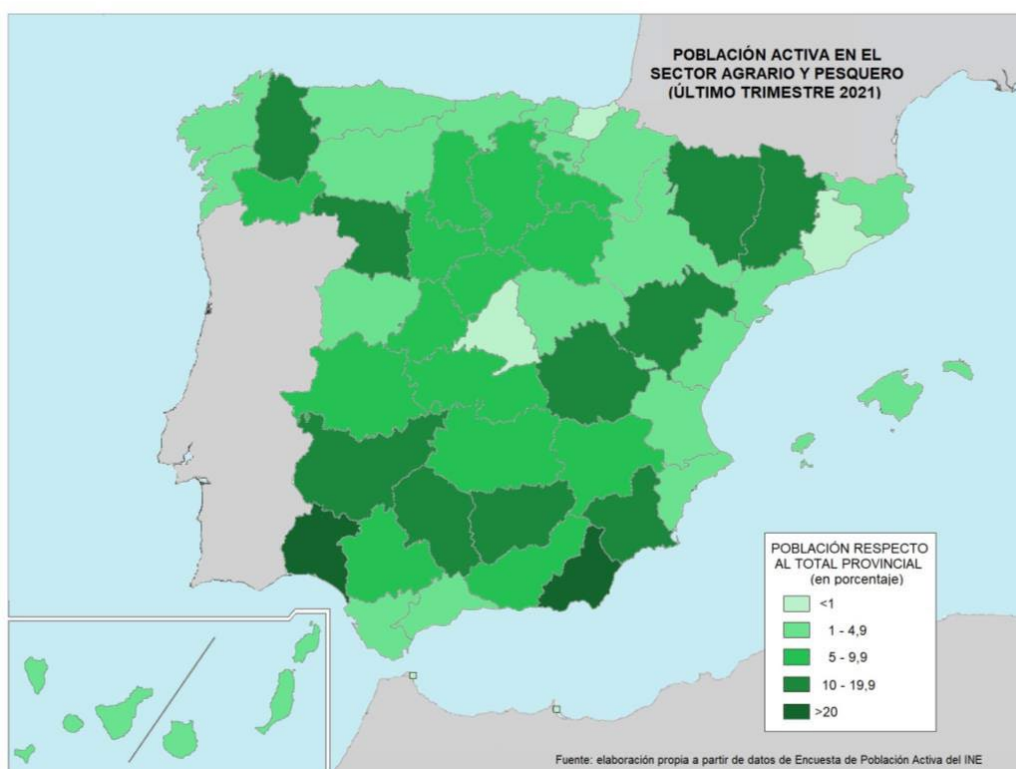 POBLACIÓN ACTIVA EN EL
SECTOR AGRARIO Y PESQUERO
(ÚLTIMO TRIMESTRE 2021)
POBLACIÓN RESPECTO
AL TOTAL PROVINCIAL
(en porcentaje)
<1
1 - 4,9
5 - 9,9
10 - 19,9
>20
Fuente: elaboración propia a partir de datos de Encuesta de Población Activa del INE